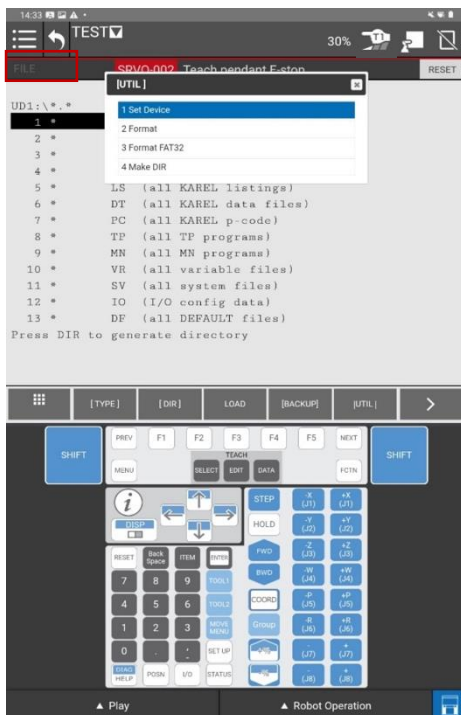 14:33
TEST
30%
T1
FILE
SRVO-002 Teach pendant E-stop
RESET
[UTIL]
1 Set Device
2 Format
3 Format FAT32
4 Make DIR
UD1:\*.*
1 *
2 *
3 *
4 *
5 * LS (all KAREL listings)
6 * DT (all KAREL data files)
7 * PC (all KAREL p-code)
8 * TP (all TP programs)
9 * MN (all MN programs)
10 * VR (all variable files)
11 * SV (all system files)
12 * IO (I/O config data)
13 * DF (all DEFAULT files)
Press DIR to generate directory
[TYPE] [DIR] LOAD [BACKUP] [UTIL] >
SHIFT
PREV F1 F2 F3 F4 F5 NEXT
SHIFT
TEACH
MENU SELECT EDIT DATA FCTN
i
DISP
STEP -X (J1) +X (J1)
HOLD -Y (J2) +Y (J2)
FWD -Z (J3) +Z (J3)
BWD -W (J4) +W (J4)
COORD -P (J5) +P (J5)
Group -R (J6) +R (J6)
- (J7) + (J7)
- (J8) + (J8)
RESET Back Space ITEM ENTER
7 8 9 TOOL1
4 5 6 TOOL2
1 2 3 MOVE MENU
0 . , - SET UP
DIAG HELP POSN I/O STATUS
Play
Robot Operation